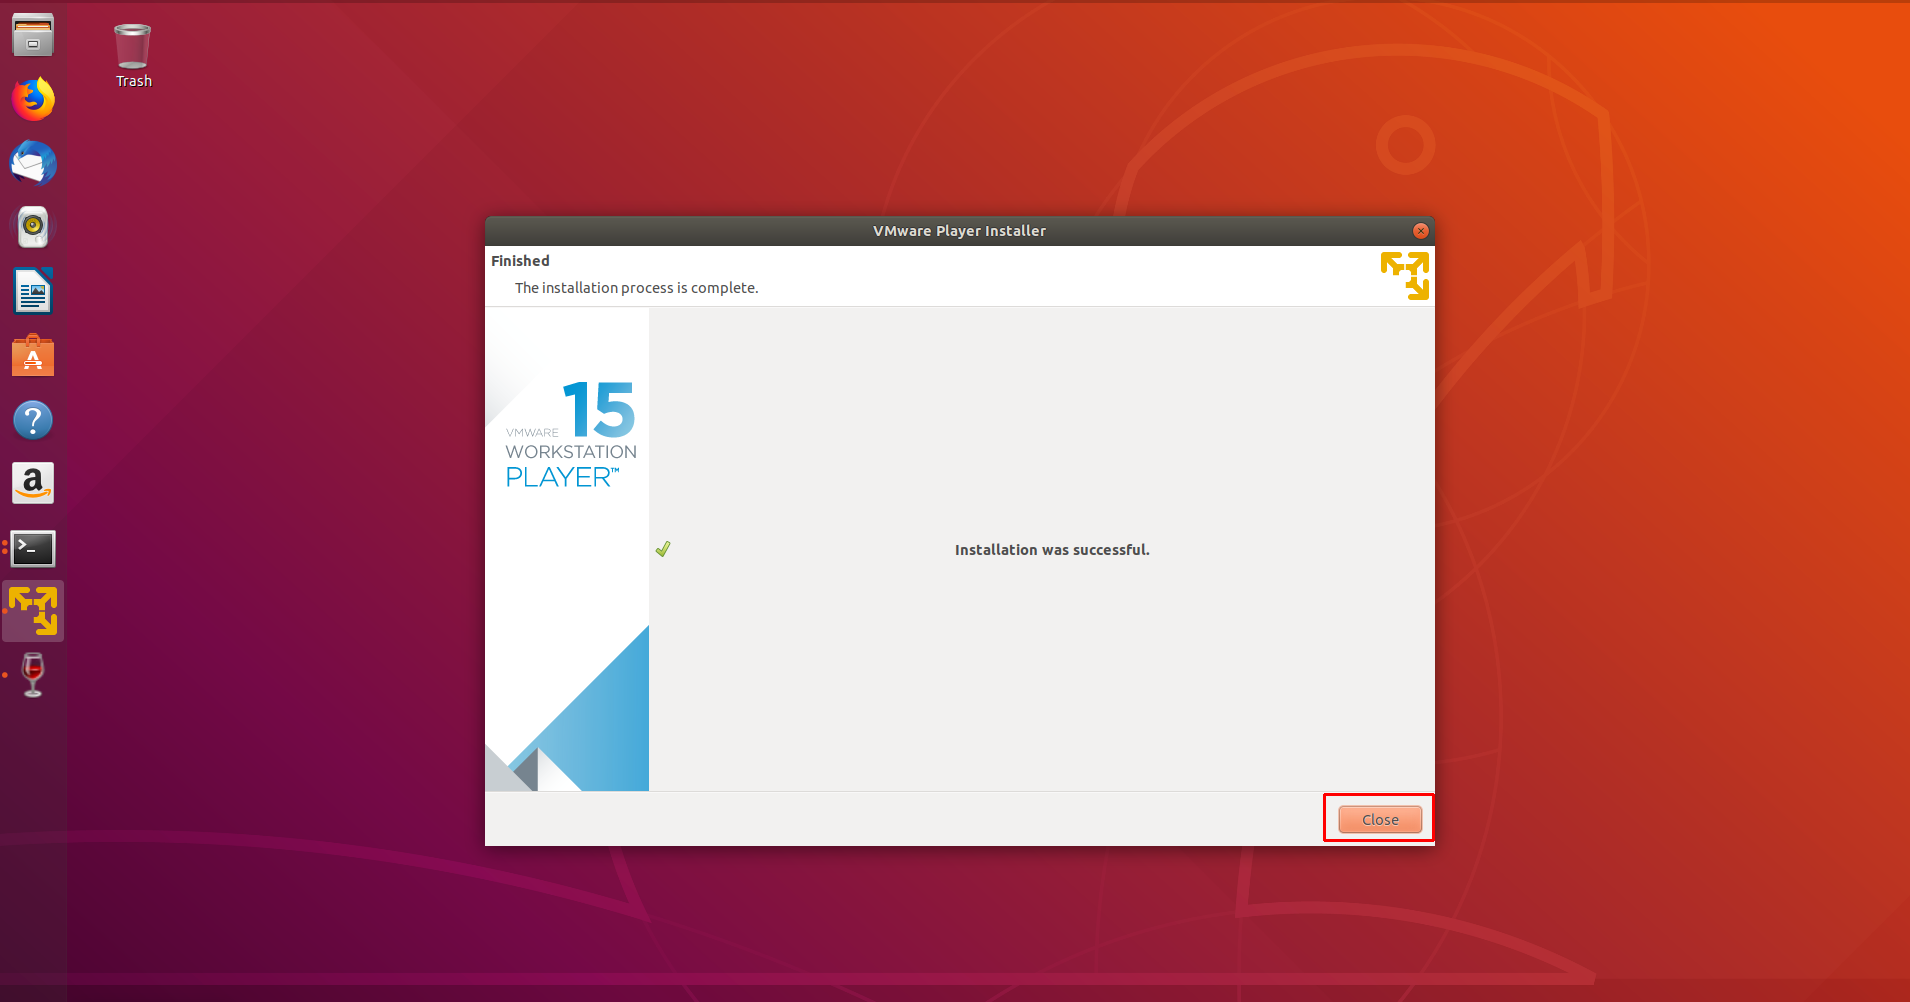 Trash
VMware Player Installer
Finished
The installation process is complete.
15
VMWARE
WORKSTATION
PLAYER™
Installation was successful.
Close